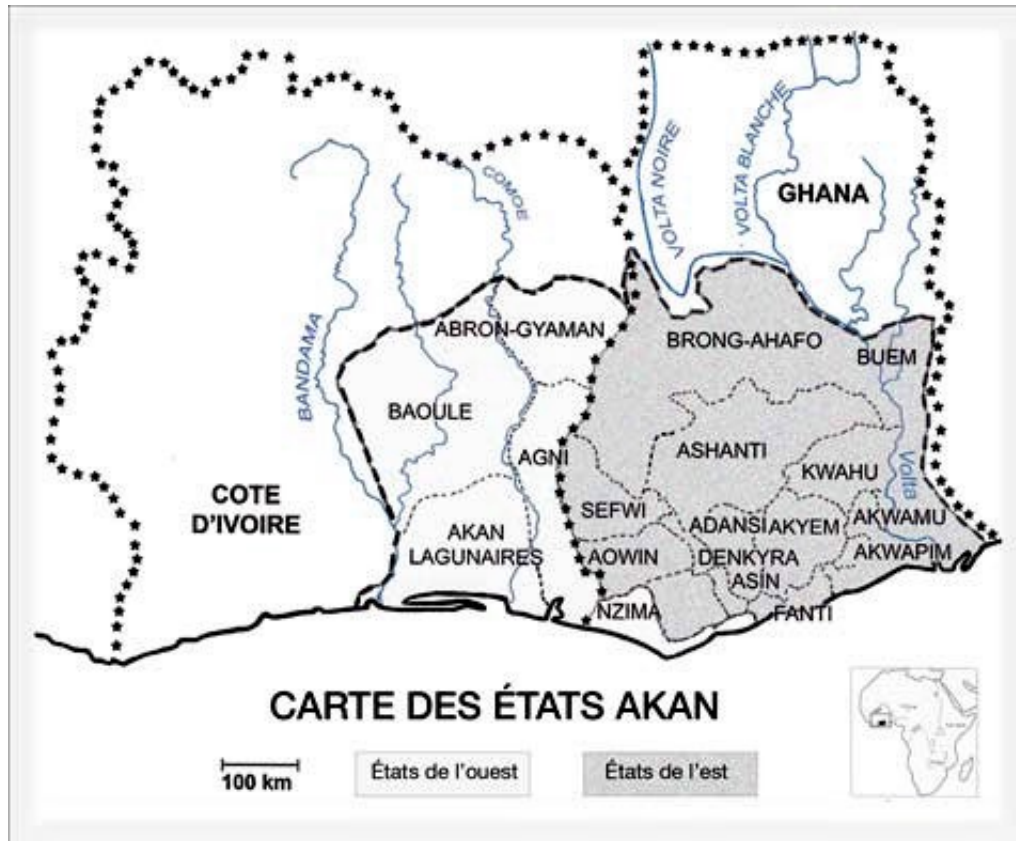 VOLTA NOIRE
VOLTA BLANCHE
COMOE
GHANA
BANDAMA
ABRON-GYAMAN
BRONG-AHAFO
BUEM
BAOULE
AGNI
ASHANTI
KWAHU
Volta
COTE
D'IVOIRE
SEFWI
AKAN
LAGUNAIRES
ADANSI
AKYEM
AKWAMU
AOWIN
DENKYRA
AKWAPIM
ASIN
NZIMA
FANTI
CARTE DES ÉTATS AKAN
100 km
États de l'ouest
États de l'est